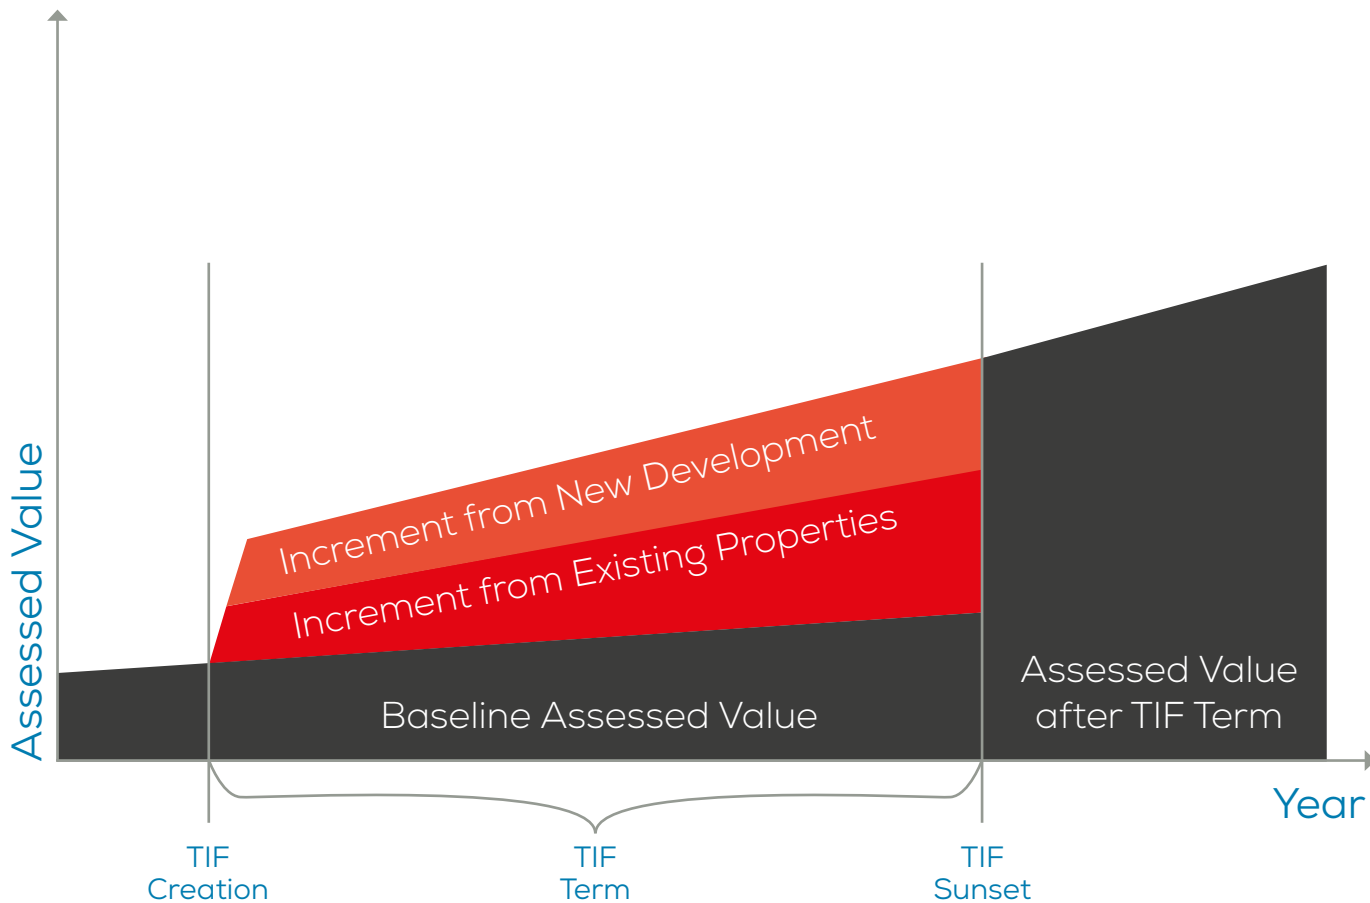 Assessed Value
Increment from New Development
Increment from Existing Properties
Baseline Assessed Value
Assessed Value
after TIF Term
Year
TIF
Creation
TIF
Term
TIF
Sunset